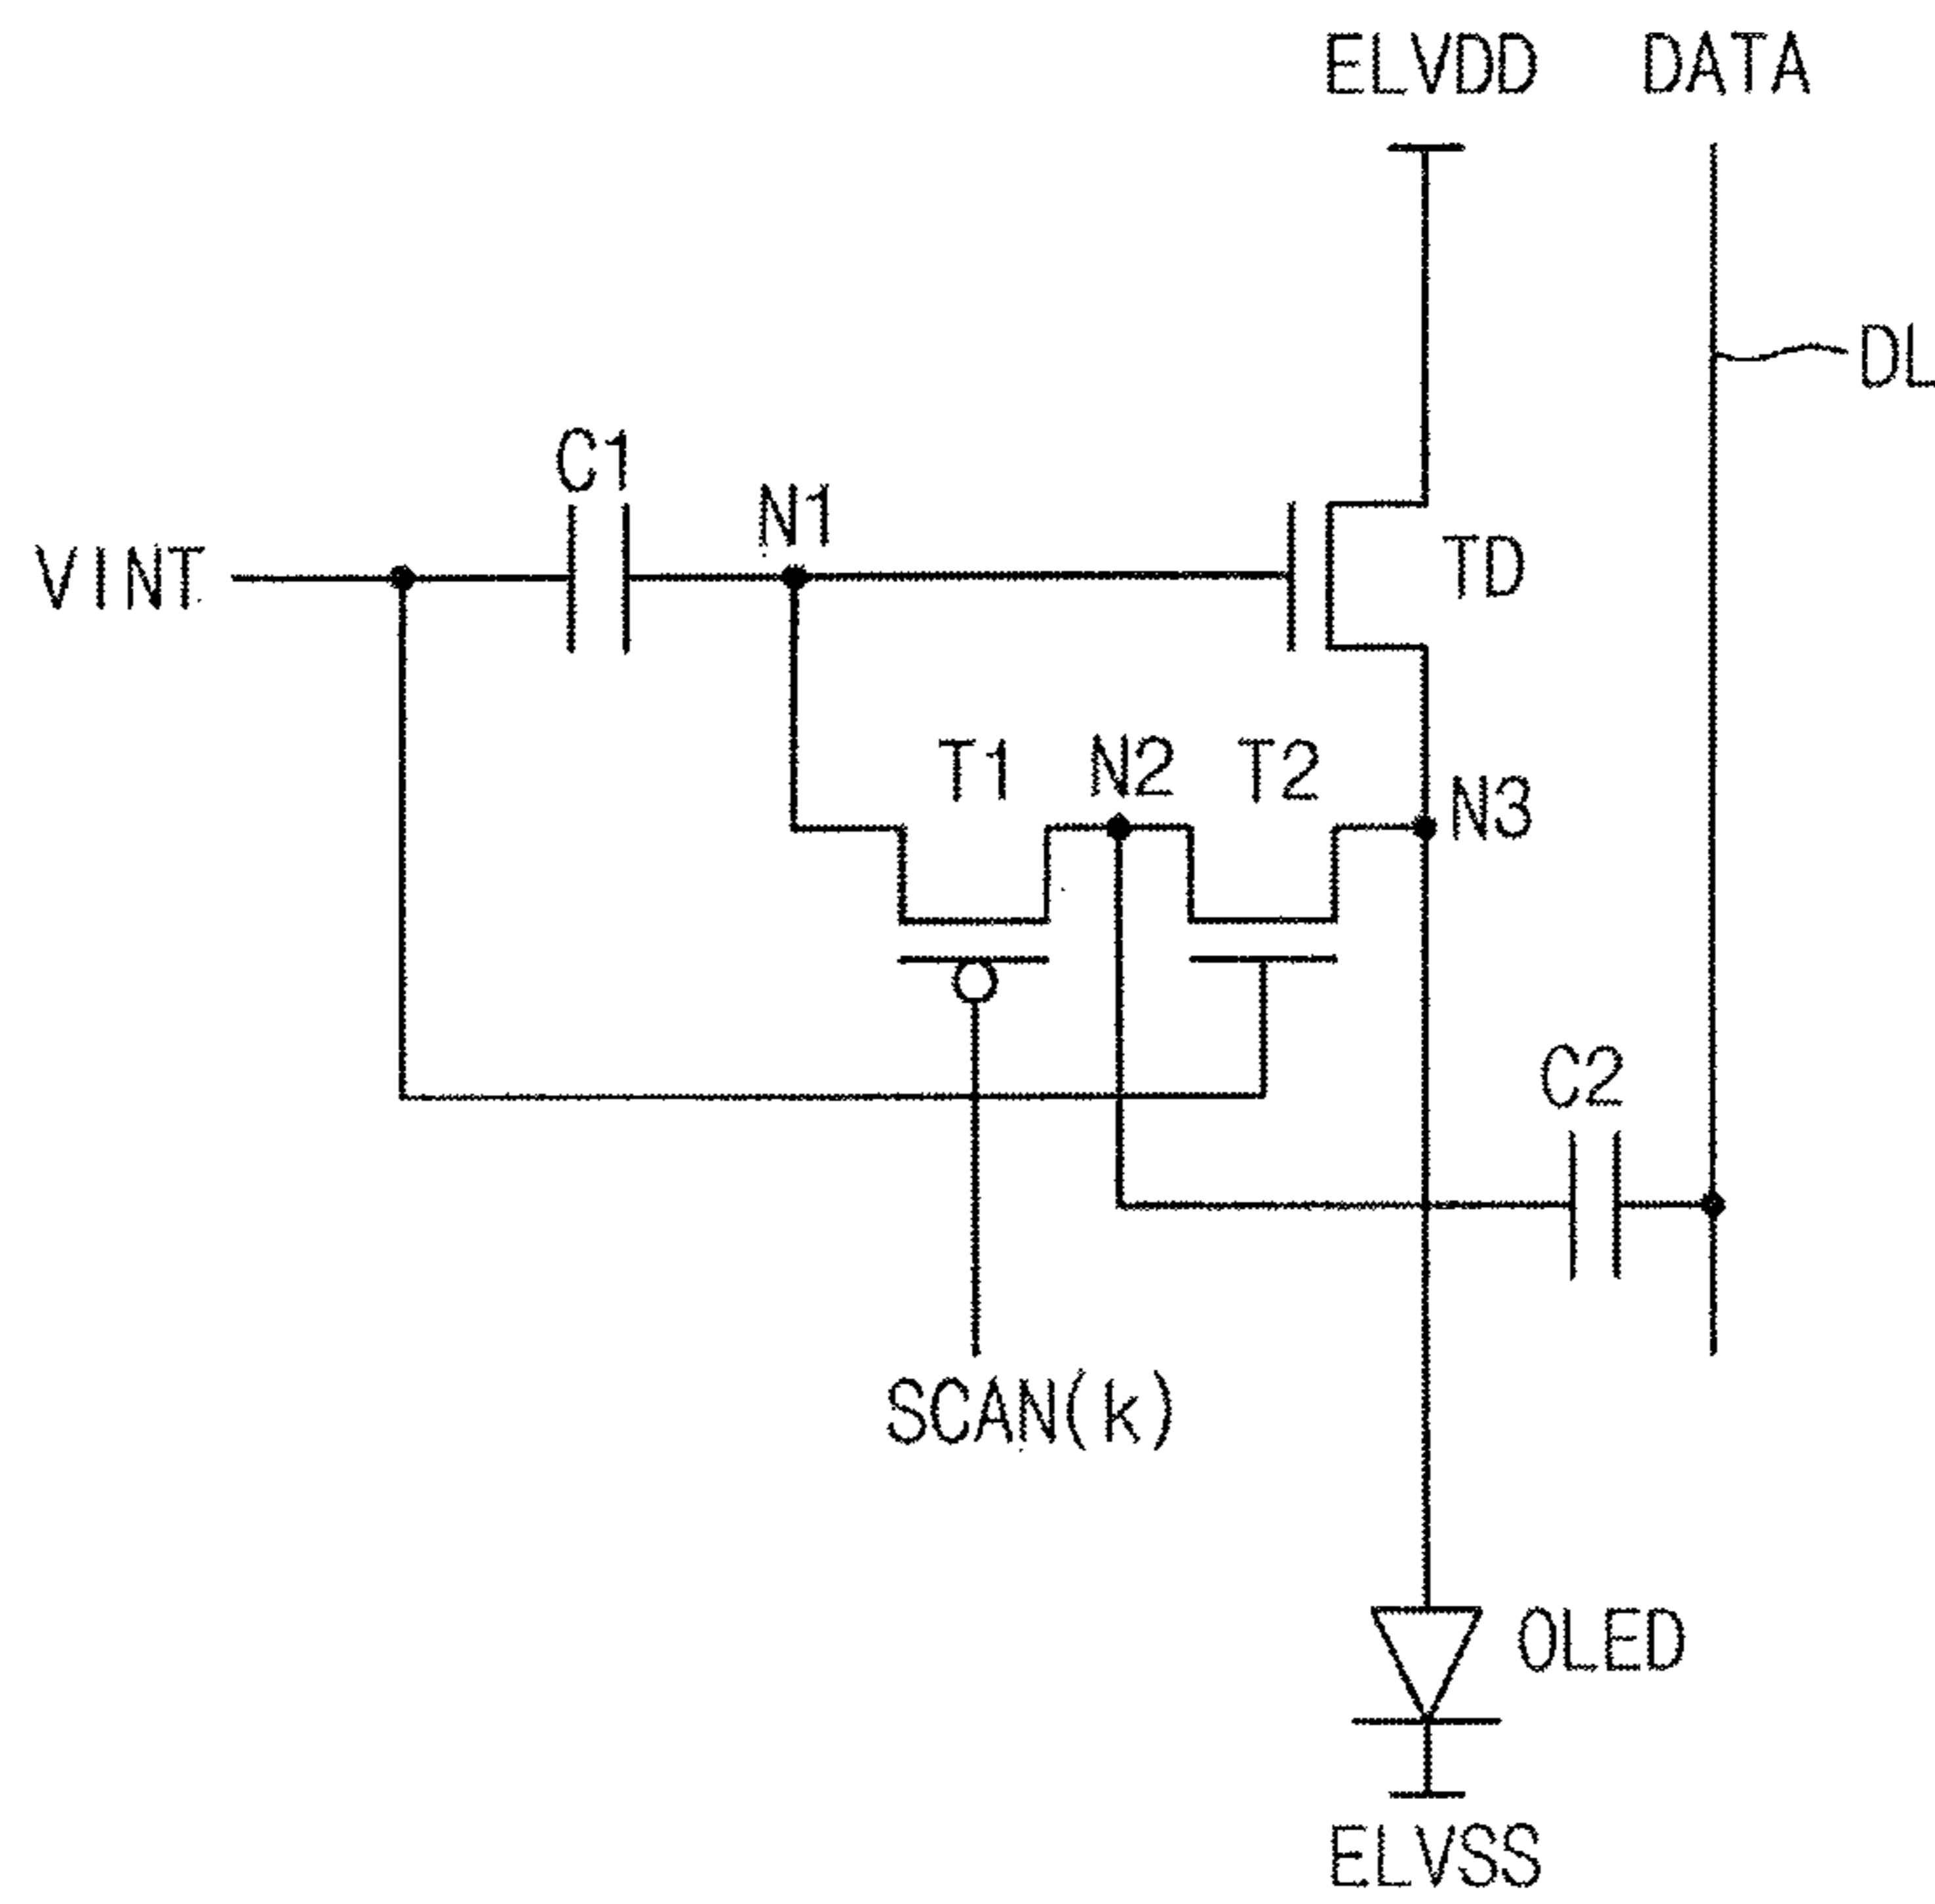 ELVDD DATA
DL
C1
N1
VINT
TD
T1 N2 T2
N3
C2
SCAN(k)
OLED
ELVSS